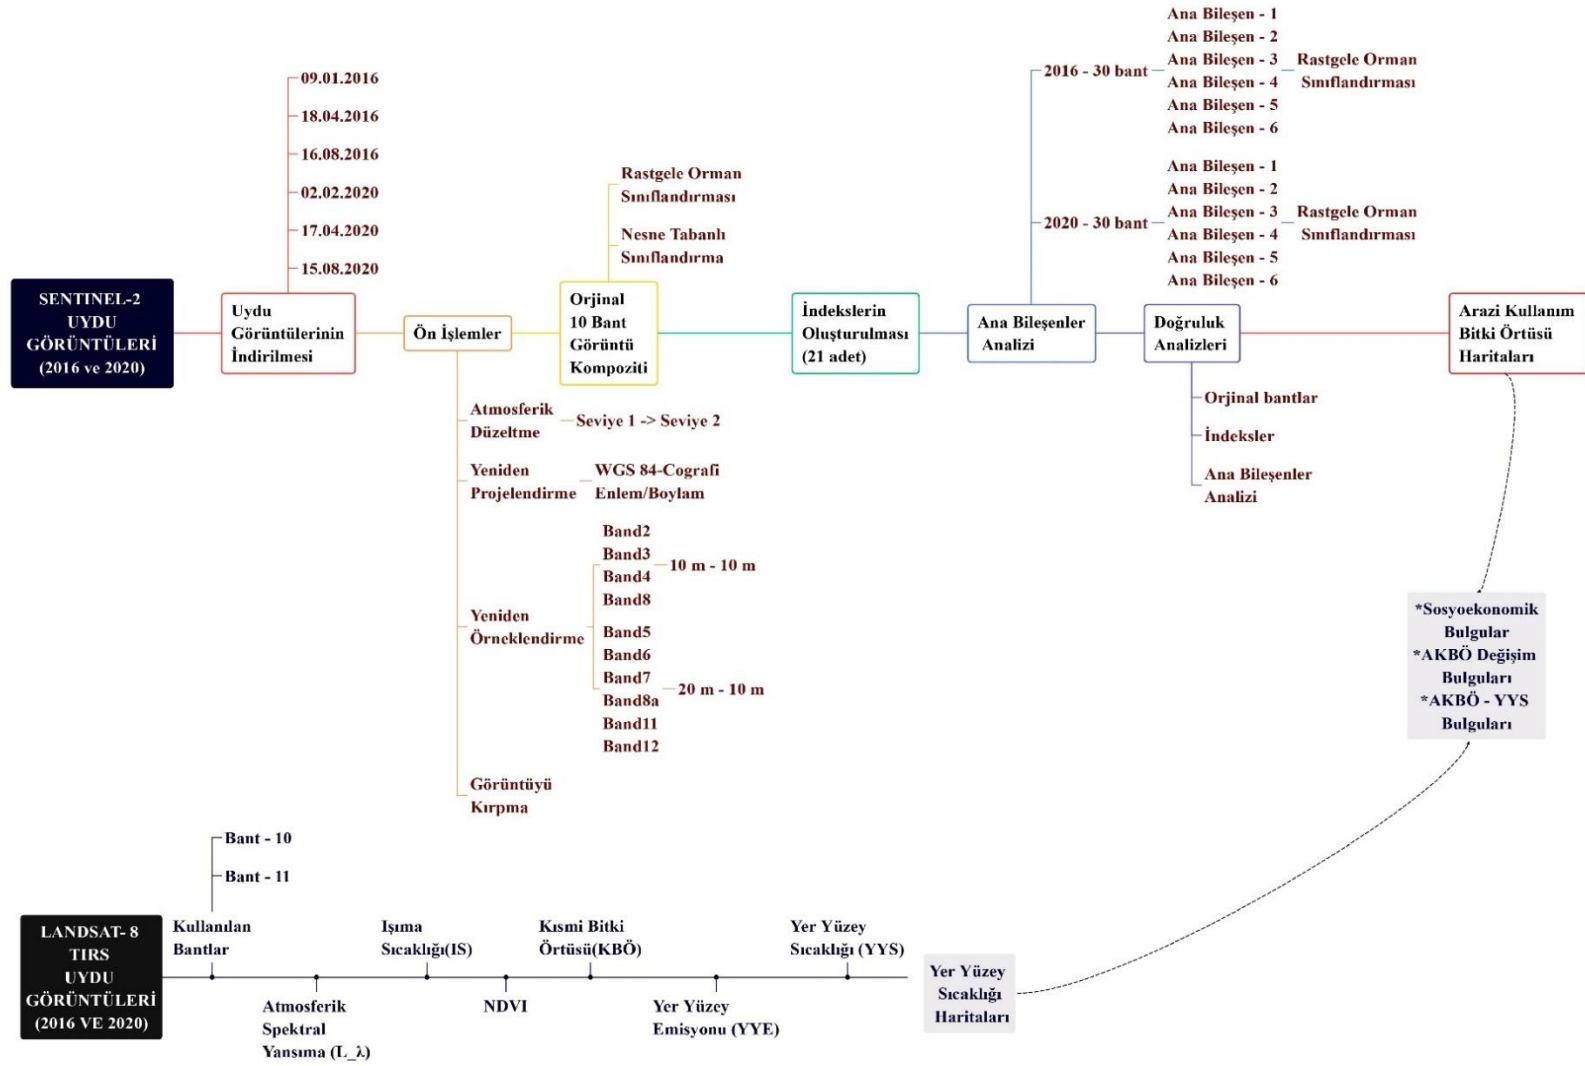 SENTINEL-2
UYDU
GÖRÜNTÜLERİ
(2016 ve 2020)
09.01.2016
18.04.2016
16.08.2016
02.02.2020
17.04.2020
15.08.2020
Uydu
Görüntülerinin
İndirilmesi
Ön İşlemler
Atmosferik
Düzeltme
Seviye 1 -> Seviye 2
Yeniden
Projelendirme
WGS 84-Cografi
Enlem/Boylam
Yeniden
Örneklendirme
Band2
Band3
Band4
Band8
10 m - 10 m
Band5
Band6
Band7
Band8a
Band11
Band12
20 m - 10 m
Görüntüyü
Kırpma
Rastgele Orman
Sınıflandırması
Nesne Tabanlı
Sınıflandırma
Orjinal
10 Bant
Görüntü
Kompoziti
İndekslerin
Oluşturulması
(21 adet)
Ana Bileşenler
Analizi
2016 - 30 bant
Ana Bileşen - 1
Ana Bileşen - 2
Ana Bileşen - 3
Ana Bileşen - 4
Ana Bileşen - 5
Ana Bileşen - 6
Rastgele Orman
Sınıflandırması
2020 - 30 bant
Ana Bileşen - 1
Ana Bileşen - 2
Ana Bileşen - 3
Ana Bileşen - 4
Ana Bileşen - 5
Ana Bileşen - 6
Rastgele Orman
Sınıflandırması
Doğruluk
Analizleri
Orjinal bantlar
İndeksler
Ana Bileşenler
Analizi
Arazi Kullanım
Bitki Örtüsü
Haritaları
*Sosyoekonomik
Bulgular
*AKBÖ Değişim
Bulguları
*AKBÖ - YYS
Bulguları
LANDSAT- 8
TIRS
UYDU
GÖRÜNTÜLERİ
(2016 VE 2020)
Bant - 10
Bant - 11
Kullanılan
Bantlar
Atmosferik
Spektral
Yansıma (L_λ)
Işıma
Sıcaklığı(IS)
NDVI
Kısmi Bitki
Örtüsü(KBÖ)
Yer Yüzey
Emisyonu (YYE)
Yer Yüzey
Sıcaklığı (YYS)
Yer Yüzey
Sıcaklığı
Haritaları